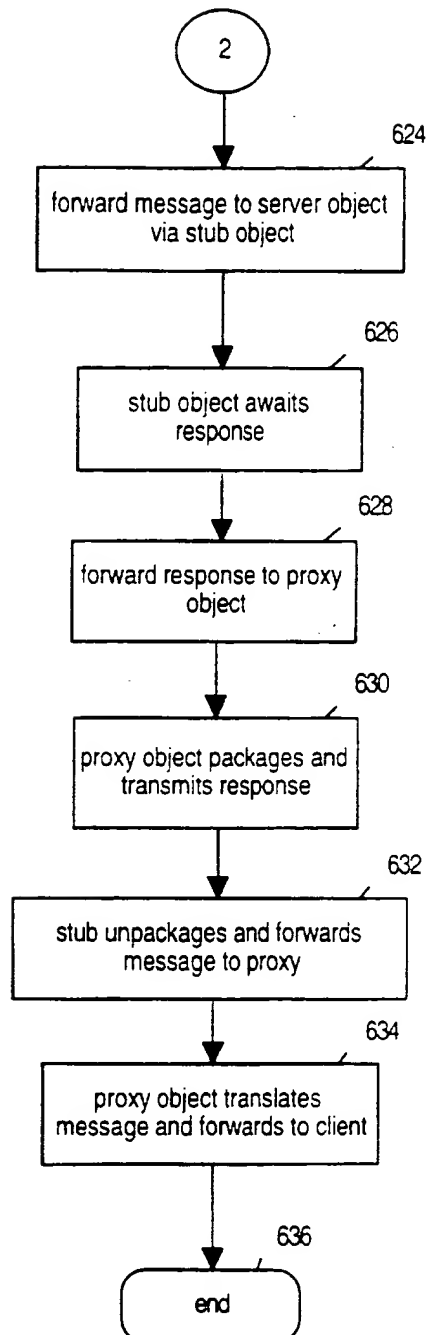 2
624
forward message to server object
via stub object
626
stub object awaits
response
628
forward response to proxy
object
630
proxy object packages and
transmits response
632
stub unpackages and forwards
message to proxy
634
proxy object translates
message and forwards to client
636
end